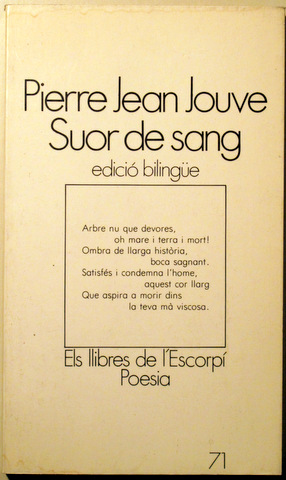 Pierre Jean Jouve
Suor de sang
edició bilingüe
Arbre nu que devores,
oh mare i terra i mort!
Ombra de llarga història,
boca sagnant.
Satisfés i condemna l'home,
aquest cor llarg
Que aspira a morir dins
la teva mà viscosa.
Els llibres de l'Escorpí
Poesia
71